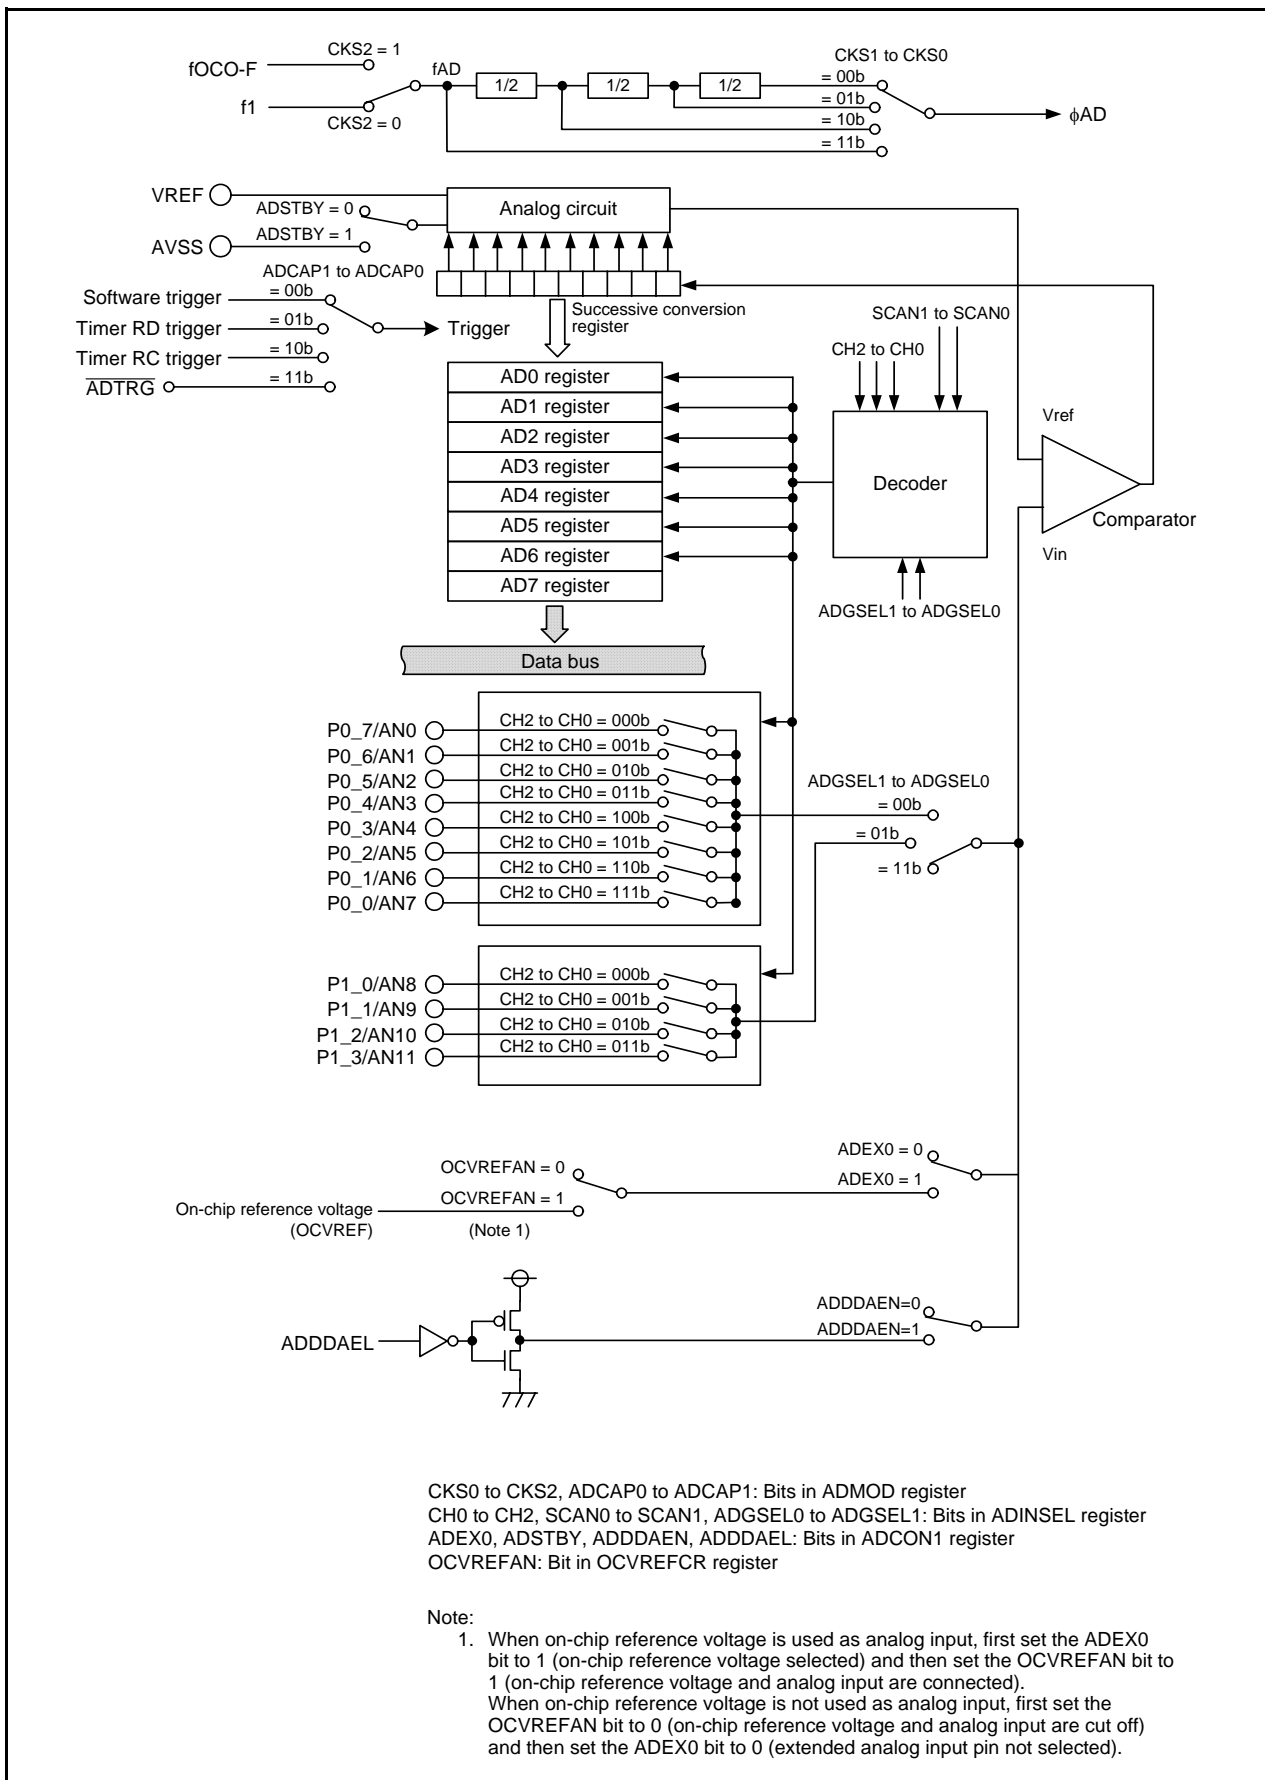 CKS2 = 1
fOCO-F
f1
CKS2 = 0
fAD
1/2
1/2
1/2
CKS1 to CKS0
= 00b
= 01b
= 10b
= 11b
ϕAD
VREF
AVSS
ADSTBY = 0
ADSTBY = 1
Analog circuit
ADCAP1 to ADCAP0
Software trigger
= 00b
Timer RD trigger
= 01b
Timer RC trigger
= 10b
ADTRG
= 11b
Trigger
Successive conversion
register
AD0 register
AD1 register
AD2 register
AD3 register
AD4 register
AD5 register
AD6 register
AD7 register
Data bus
SCAN1 to SCAN0
CH2 to CH0
Decoder
ADGSEL1 to ADGSEL0
Vref
Comparator
Vin
P0_7/AN0
CH2 to CH0 = 000b
P0_6/AN1
CH2 to CH0 = 001b
P0_5/AN2
CH2 to CH0 = 010b
P0_4/AN3
CH2 to CH0 = 011b
P0_3/AN4
CH2 to CH0 = 100b
P0_2/AN5
CH2 to CH0 = 101b
P0_1/AN6
CH2 to CH0 = 110b
P0_0/AN7
CH2 to CH0 = 111b
ADGSEL1 to ADGSEL0
= 00b
= 01b
= 11b
P1_0/AN8
CH2 to CH0 = 000b
P1_1/AN9
CH2 to CH0 = 001b
P1_2/AN10
CH2 to CH0 = 010b
P1_3/AN11
CH2 to CH0 = 011b
OCVREFAN = 0
OCVREFAN = 1
On-chip reference voltage
(OCVREF)
(Note 1)
ADEX0 = 0
ADEX0 = 1
ADDDAEL
ADDDAEN=0
ADDDAEN=1
CKS0 to CKS2, ADCAP0 to ADCAP1: Bits in ADMOD register
CH0 to CH2, SCAN0 to SCAN1, ADGSEL0 to ADGSEL1: Bits in ADINSEL register
ADEX0, ADSTBY, ADDDAEN, ADDDAEL: Bits in ADCON1 register
OCVREFAN: Bit in OCVREFCR register
Note:
1. When on-chip reference voltage is used as analog input, first set the ADEX0
bit to 1 (on-chip reference voltage selected) and then set the OCVREFAN bit to
1 (on-chip reference voltage and analog input are connected).
When on-chip reference voltage is not used as analog input, first set the
OCVREFAN bit to 0 (on-chip reference voltage and analog input are cut off)
and then set the ADEX0 bit to 0 (extended analog input pin not selected).